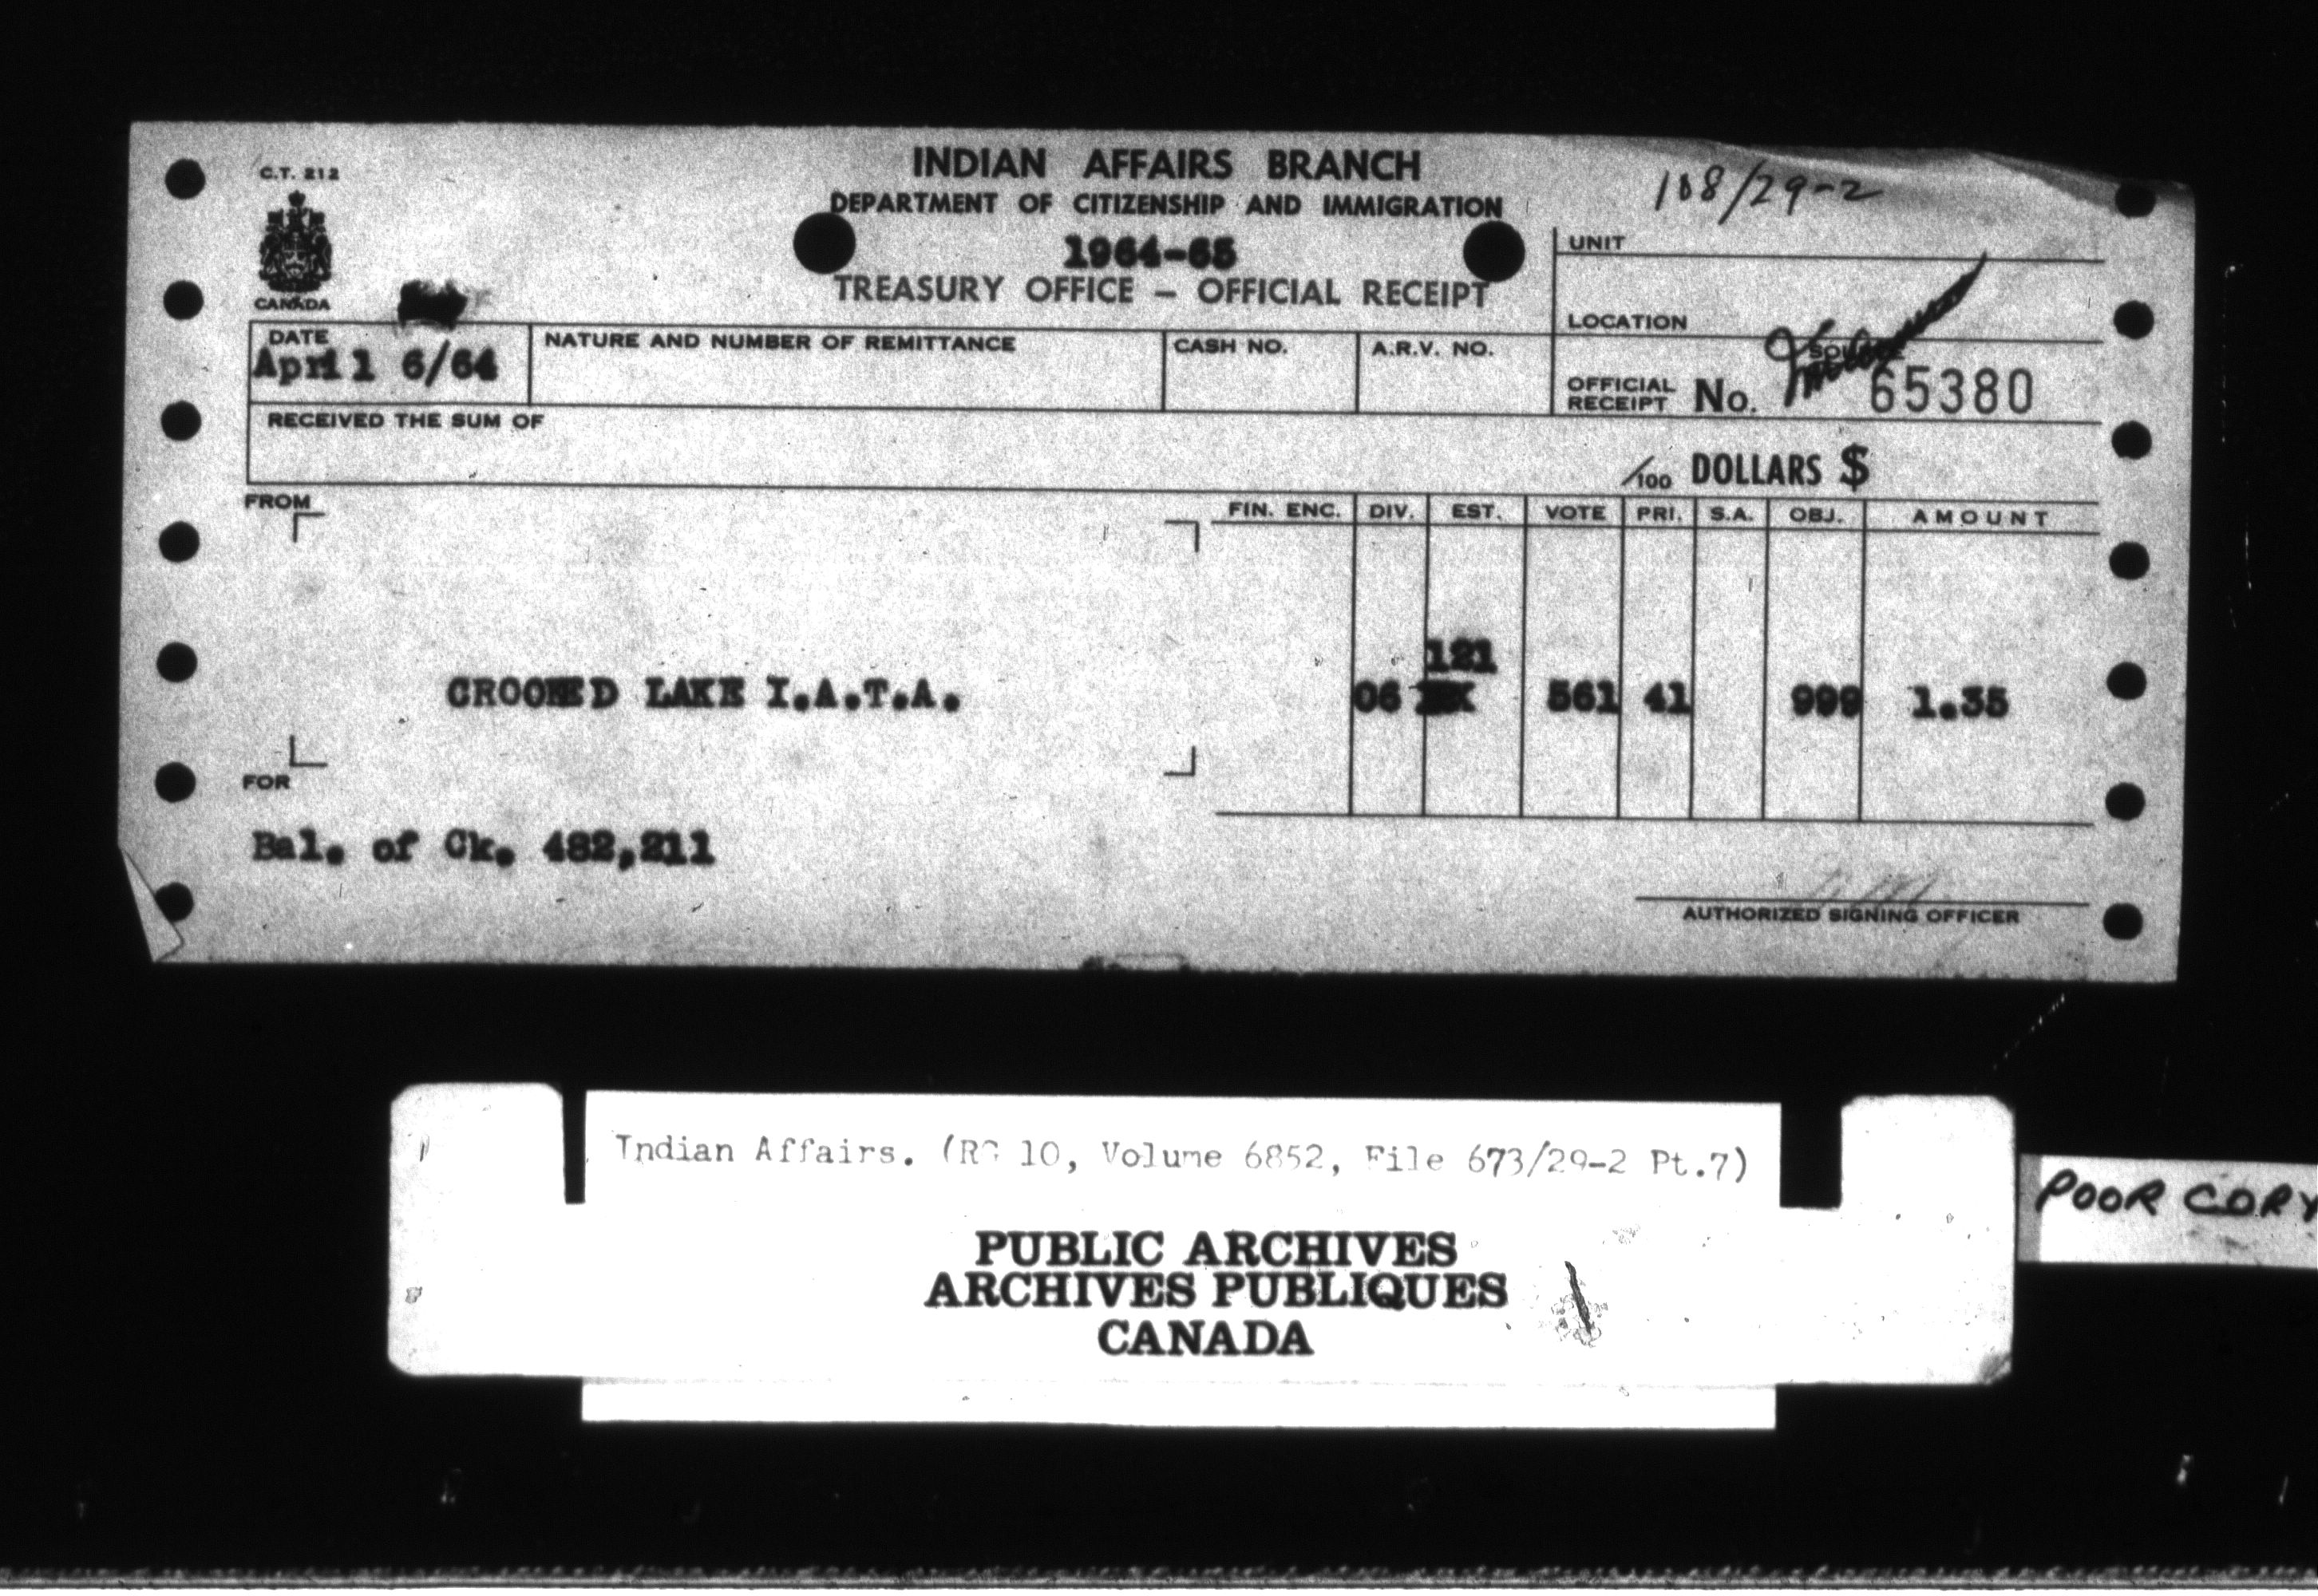 C.T. 212
CANADA
INDIAN AFFAIRS BRANCH
DEPARTMENT OF CITIZENSHIP AND IMMIGRATION
1964-65
TREASURY OFFICE – OFFICIAL RECEIPT
108/29-2
UNIT
LOCATION
DATE
April 6/64
NATURE AND NUMBER OF REMITTANCE
CASH NO.
A.R.V. NO.
OFFICIAL RECEIPT No. 65380
RECEIVED THE SUM OF
/100 DOLLARS $
FROM
FIN. ENC. DIV. EST. VOTE PRI. S.A. OBJ. AMOUNT
121
CROOKED LAKE I.A.T.A.
06 561 41 999 1.35
FOR
Bal. of Ck. 482,211
AUTHORIZED SIGNING OFFICER
Indian Affairs. (RG 10, Volume 6852, File 673/29-2 Pt.7)
PUBLIC ARCHIVES
ARCHIVES PUBLIQUES
CANADA
POOR COPY